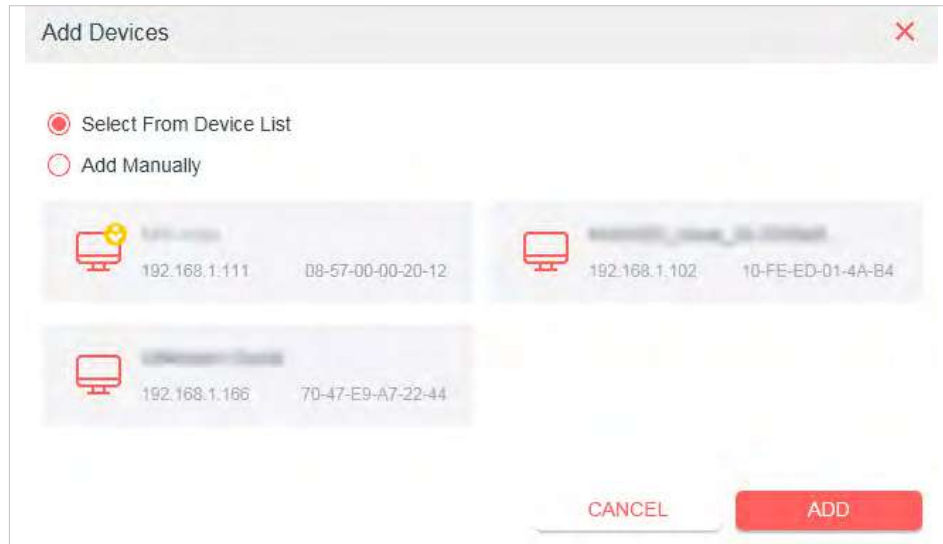 Add Devices
Select From Device List
Add Manually
192.168.1.111 08-57-00-00-20-12
192.168.1.102 10-FE-ED-01-4A-B4
192.168.1.166 70-47-E9-A7-22-44
CANCEL ADD